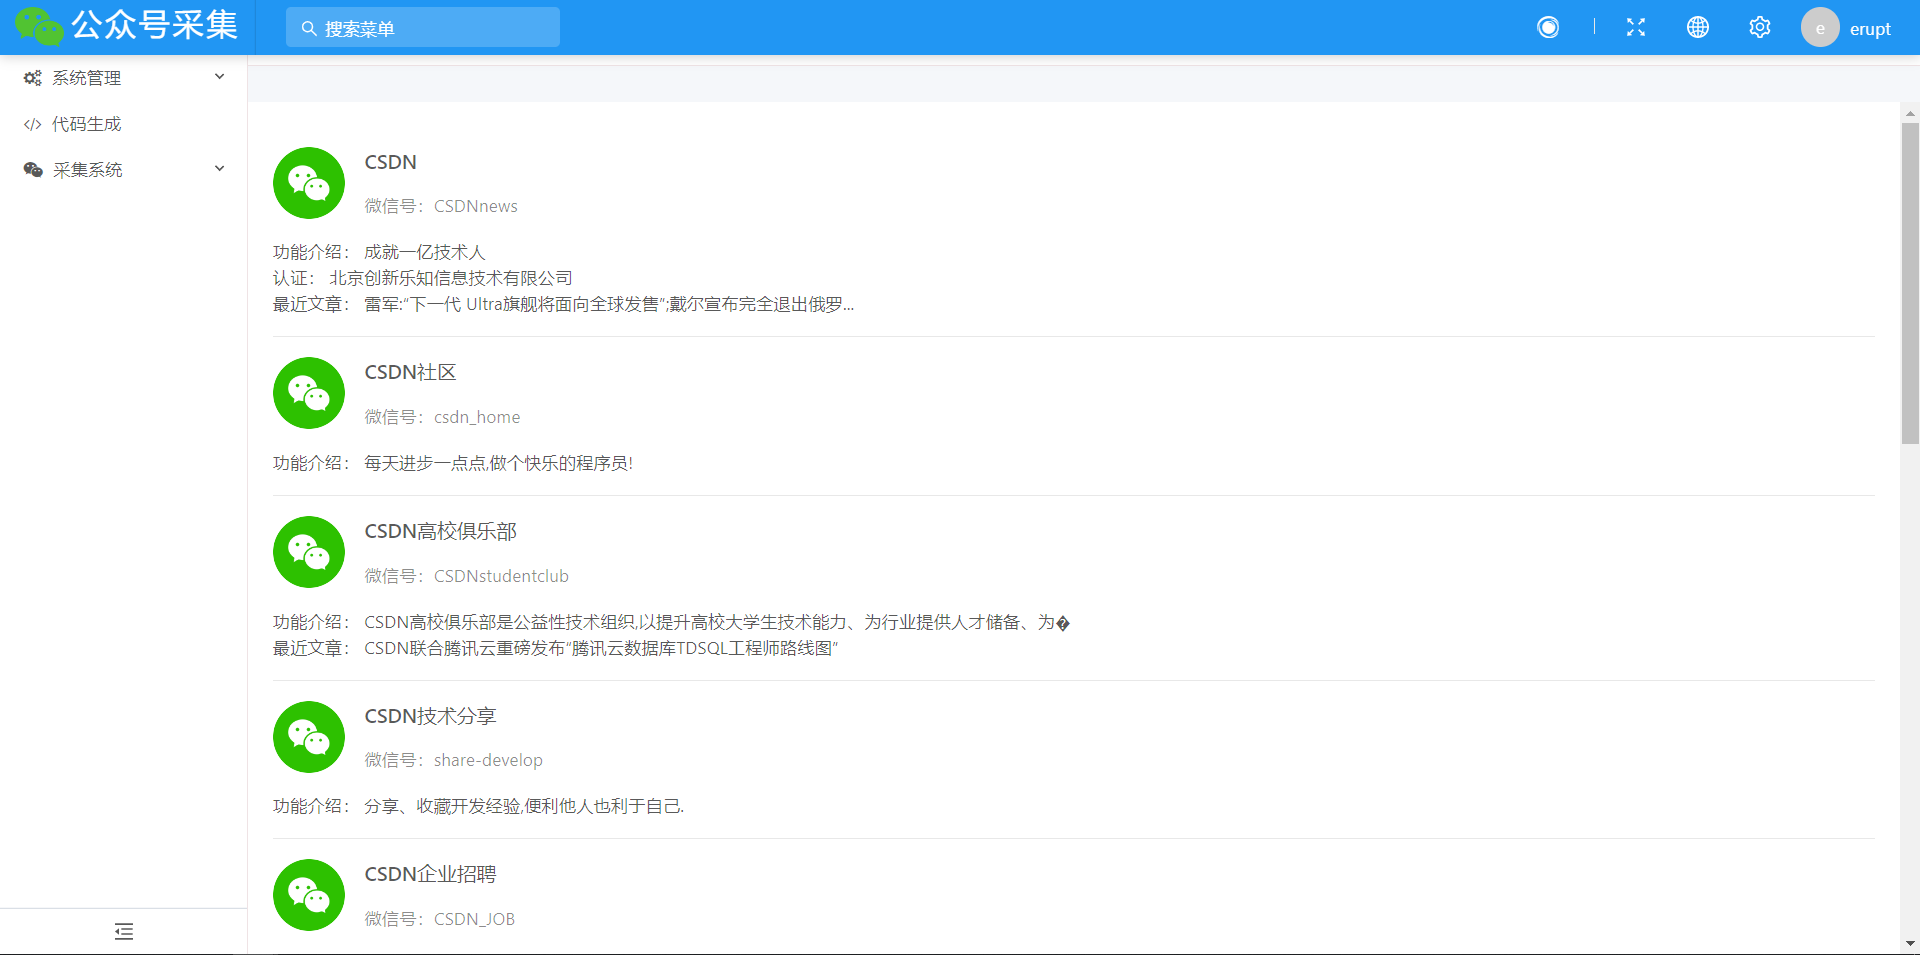 公众号采集
搜索菜单
e
erupt
系统管理
代码生成
采集系统
CSDN
微信号：CSDNnews
功能介绍： 成就一亿技术人
认证： 北京创新乐知信息技术有限公司
最近文章： 雷军:“下一代 Ultra旗舰将面向全球发售”;戴尔宣布完全退出俄罗...
CSDN社区
微信号：csdn_home
功能介绍： 每天进步一点点,做个快乐的程序员!
CSDN高校俱乐部
微信号：CSDNstudentclub
功能介绍： CSDN高校俱乐部是公益性技术组织,以提升高校大学生技术能力、为行业提供人才储备、为�
最近文章： CSDN联合腾讯云重磅发布“腾讯云数据库TDSQL工程师路线图”
CSDN技术分享
微信号：share-develop
功能介绍： 分享、收藏开发经验,便利他人也利于自己.
CSDN企业招聘
微信号：CSDN_JOB